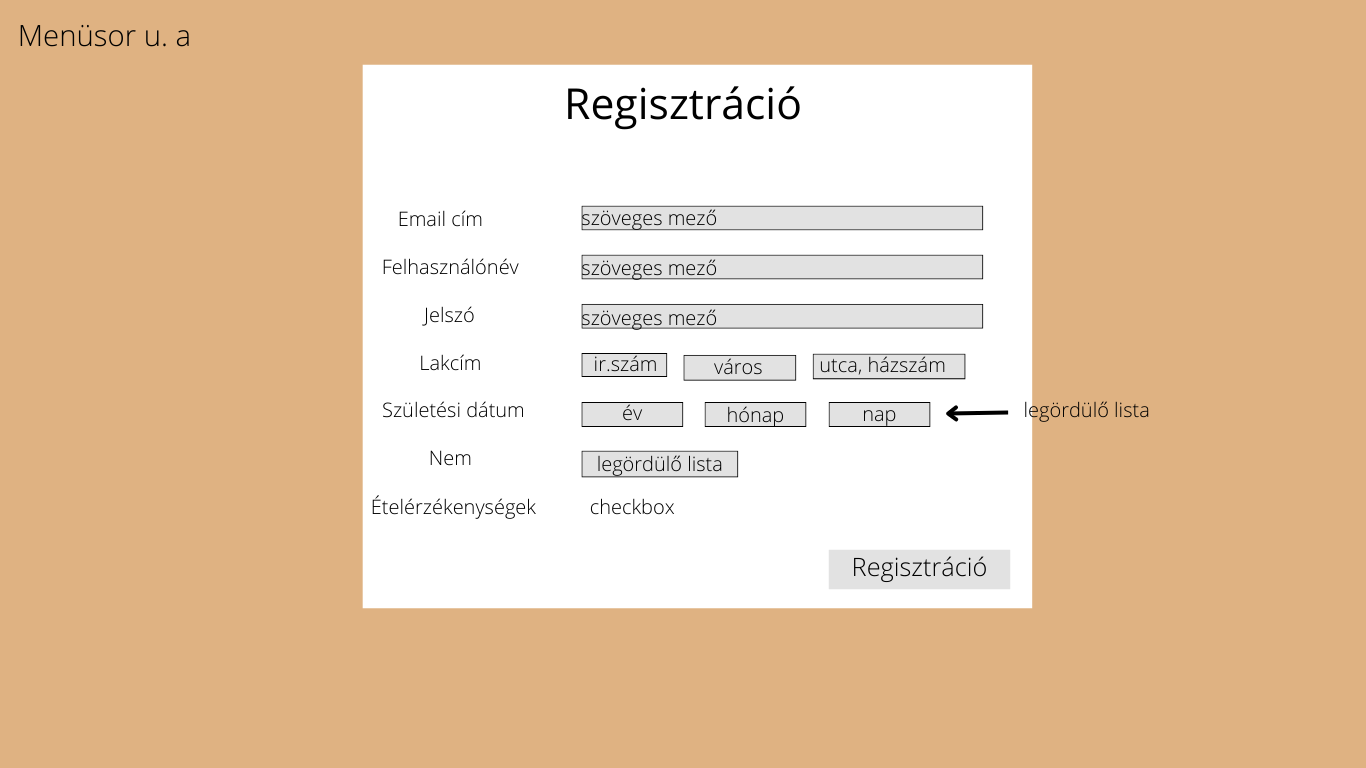 Menüsor u. a
Regisztráció
Email cím szöveges mező
Felhasználónév szöveges mező
Jelszó szöveges mező
Lakcím ir.szám város utca, házszám
Születési dátum év hónap nap legördülő lista
Nem legördülő lista
Ételérzékenységek checkbox
Regisztráció